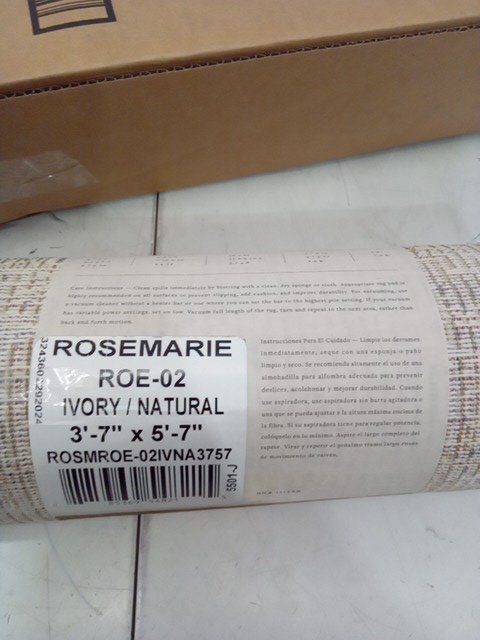 Care instructions — Clean spills immediately by blotting with a clean, dry sponge or cloth. Appropriate rug pad is
highly recommended on all surfaces to prevent slipping, add cushion, and improve durability. For vacuuming, use
a vacuum cleaner without a beater bar or one where you can set the bar to the highest pile setting. If your vacuum
has variable power settings, set on low. Vacuum full length of the rug, turn and repeat to the next area, rather than
back and forth motion.
ROSEMARIE
ROE-02
IVORY / NATURAL
3'-7" x 5'-7"
ROSMROE-02IVNA3757
5501-J
Instrucciones Para El Cuidado — Limpie los derrames
inmediatamente, seque con una esponja o paño
limpio y seco. Se recomienda altamente el uso de una
almohadilla para alfombra adecuada para prevenir
deslices, acolchonar y mejorar durabilidad. Cuando
use aspiradora, use aspiradora sin barra agitadora o
una que se pueda ajustar a la altura máxima encima de
la fibra. Si su aspiradora tiene para regular potencia,
colóquelo en lo mínimo. Aspire el largo completo del
tapete. Virar y repetir el próximo tramo largo envez
de movimiento de vaivén.